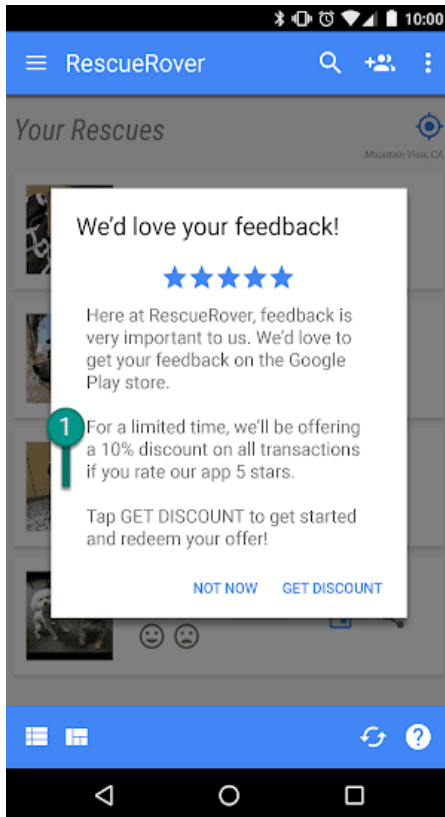 10:00
RescueRover
Your Rescues
Mountain View, CA
We'd love your feedback!
Here at RescueRover, feedback is
very important to us. We'd love to
get your feedback on the Google
Play store.
1
For a limited time, we'll be offering
a 10% discount on all transactions
if you rate our app 5 stars.
Tap GET DISCOUNT to get started
and redeem your offer!
NOT NOW GET DISCOUNT